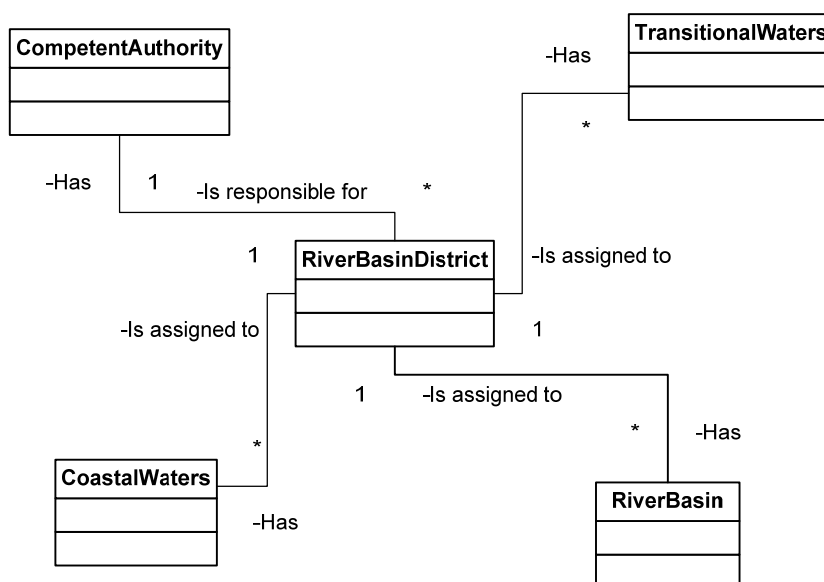 CompetentAuthority
TransitionalWaters
-Has
*
-Has
1
-Is responsible for
*
1
RiverBasinDistrict
-Is assigned to
-Is assigned to
1
1
-Is assigned to
*
-Has
*
CoastalWaters
-Has
RiverBasin